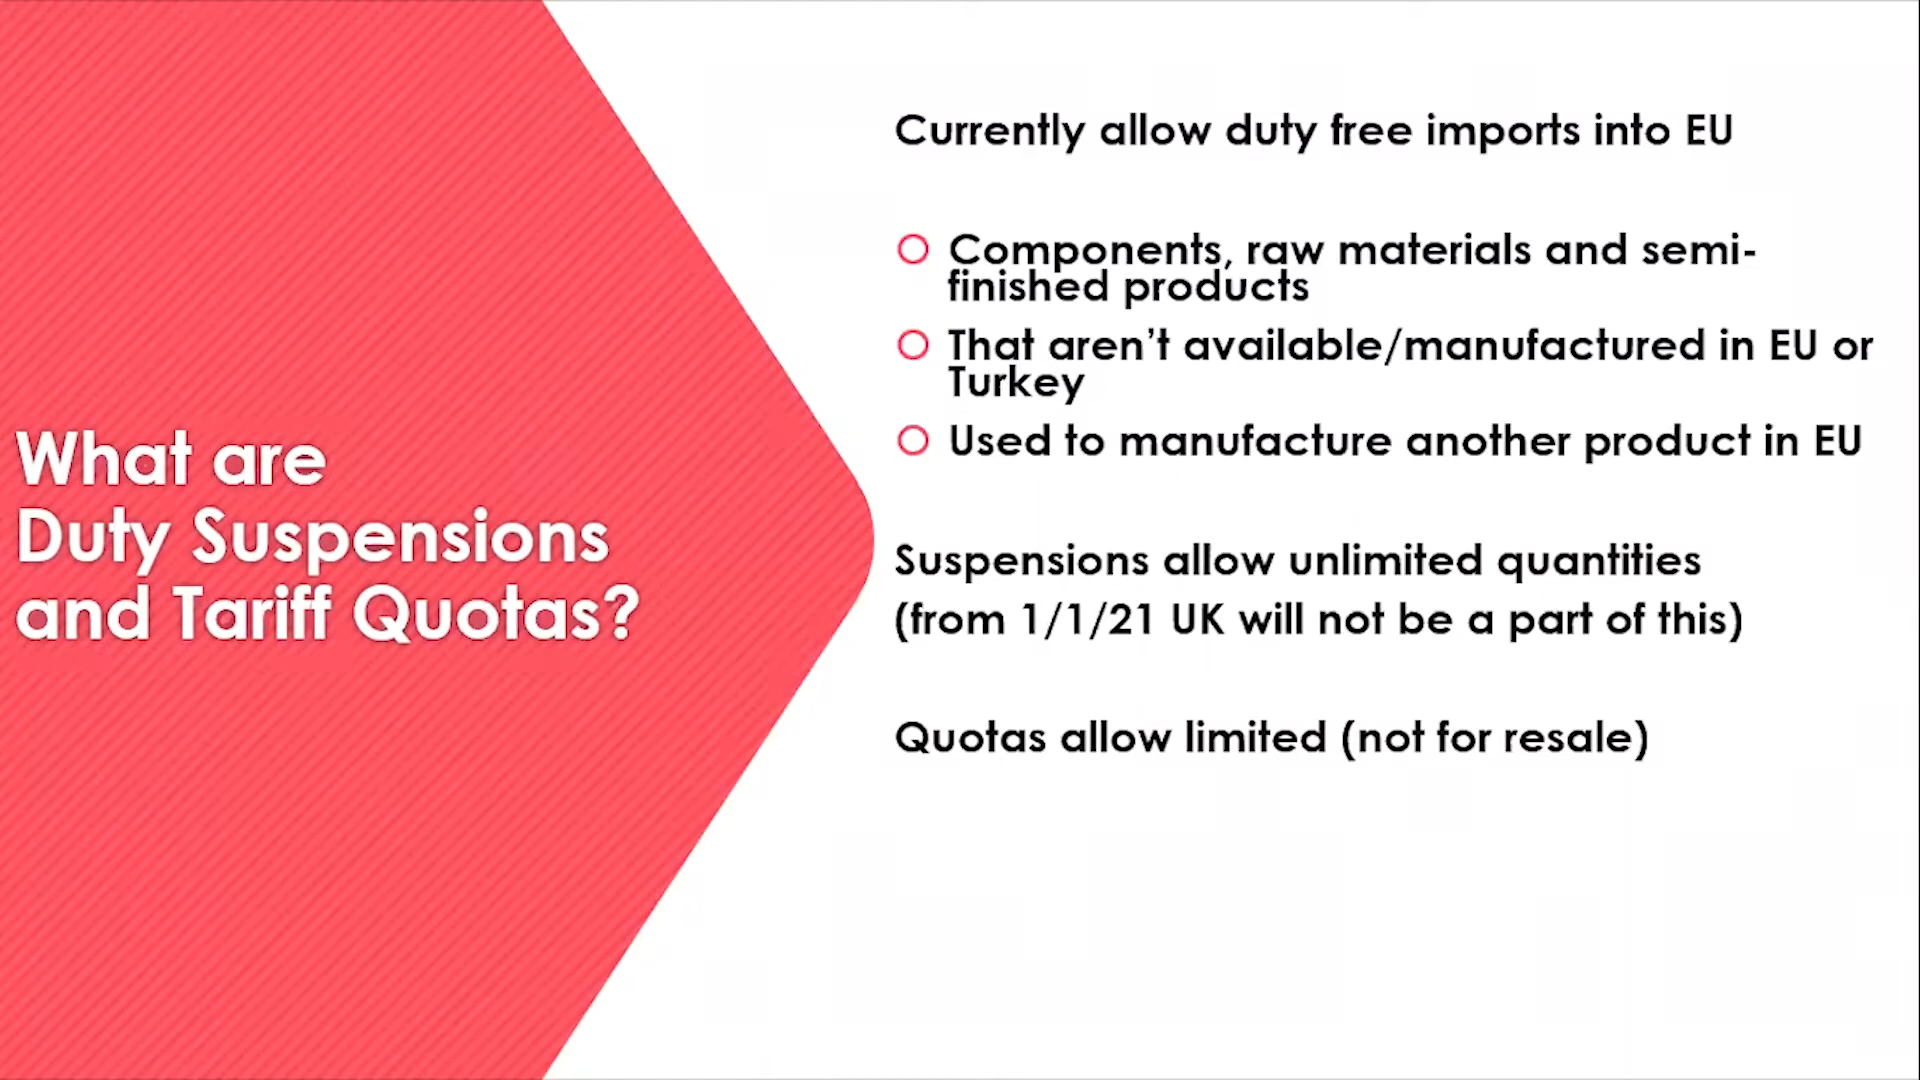 What are
Duty Suspensions
and Tariff Quotas?
Currently allow duty free imports into EU
Components, raw materials and semi-
finished products
That aren’t available/manufactured in EU or
Turkey
Used to manufacture another product in EU
Suspensions allow unlimited quantities
(from 1/1/21 UK will not be a part of this)
Quotas allow limited (not for resale)